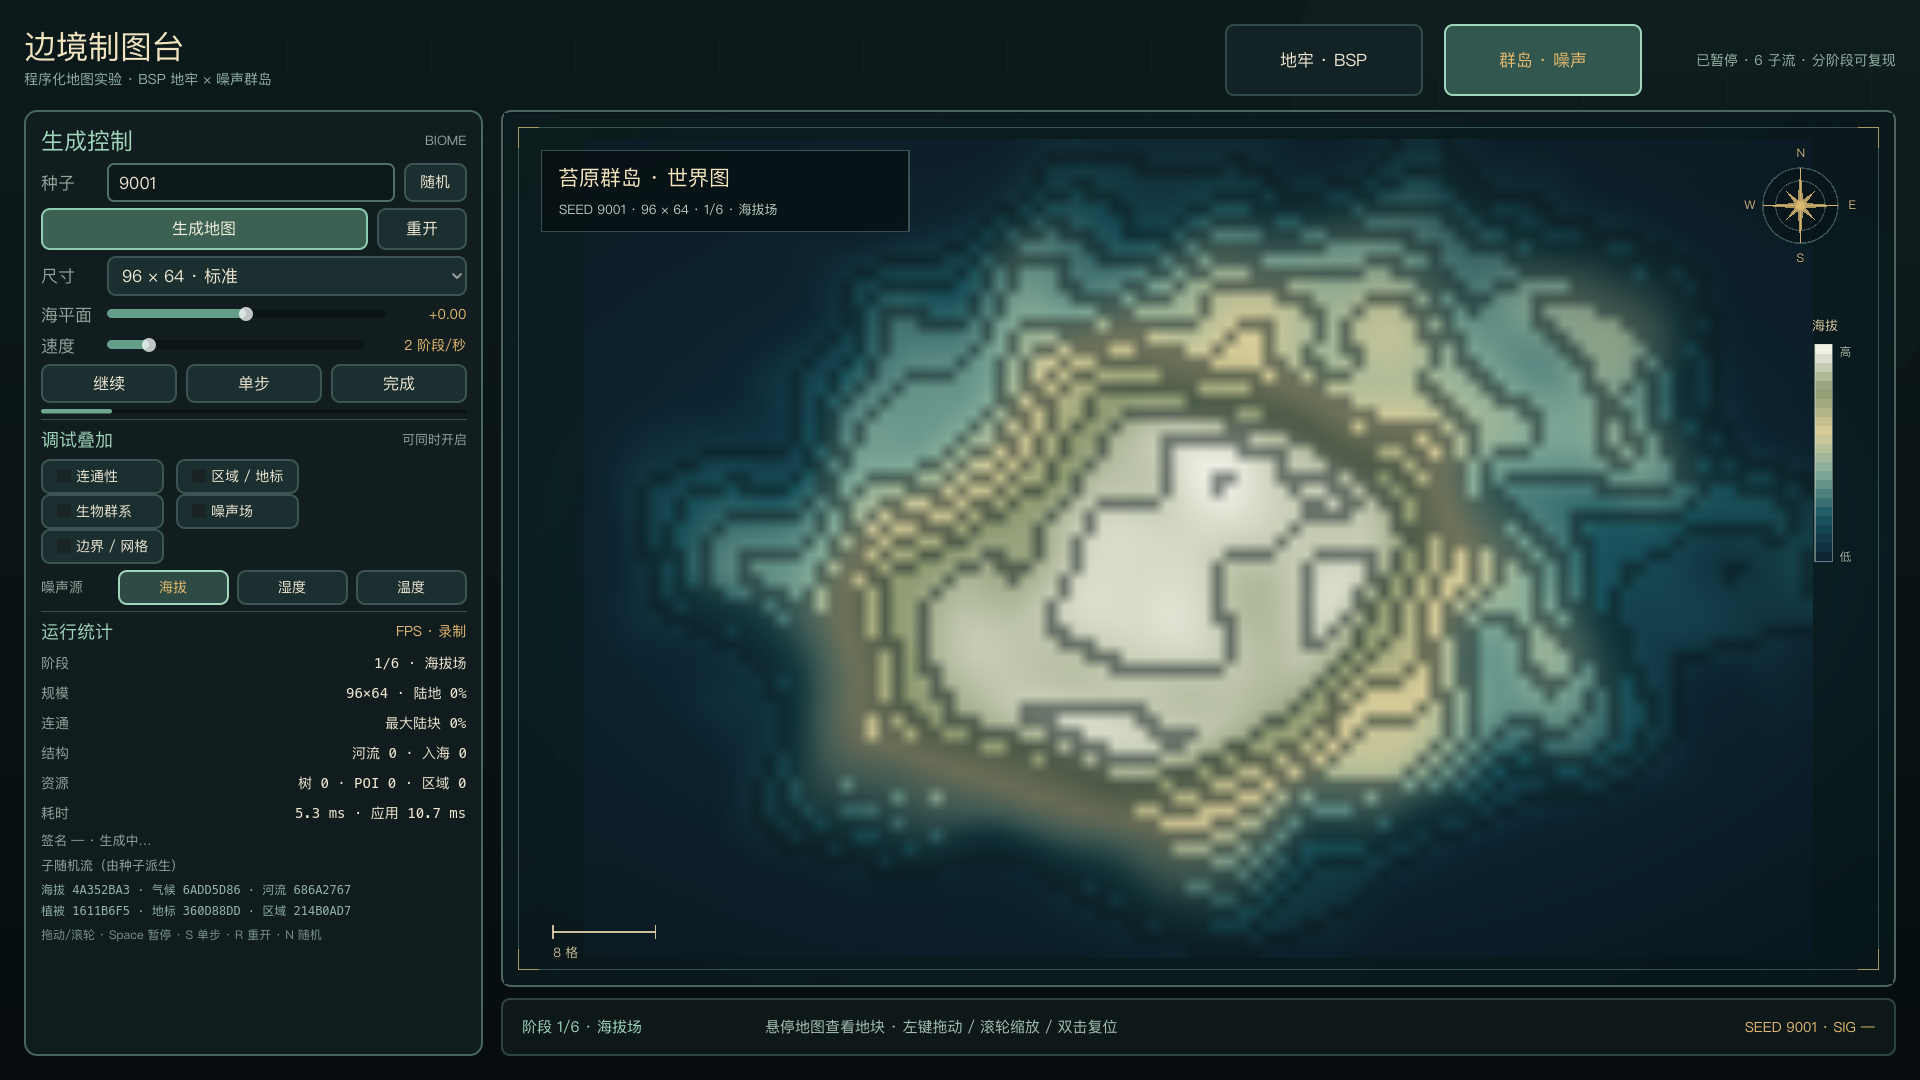 边境制图台
程序化地图实验 · BSP 地牢 × 噪声群岛
地牢 · BSP
群岛 · 噪声
已暂停 · 6 子流 · 分阶段可复现
生成控制
BIOME
种子
9001
随机
生成地图
重开
尺寸
96 × 64 · 标准
海平面
+0.00
速度
2 阶段/秒
继续
单步
完成
调试叠加
可同时开启
连通性
区域 / 地标
生物群系
噪声场
边界 / 网格
噪声源
海拔
湿度
温度
运行统计
FPS · 录制
阶段
1/6 · 海拔场
规模
96×64 · 陆地 0%
连通
最大陆块 0%
结构
河流 0 · 入海 0
资源
树 0 · POI 0 · 区域 0
耗时
5.3 ms · 应用 10.7 ms
签名 — · 生成中…
子随机流（由种子派生）
海拔 4A352BA3 · 气候 6ADD5D86 · 河流 686A2767
植被 1611B6F5 · 地标 360D88DD · 区域 214B0AD7
拖动/滚轮 · Space 暂停 · S 单步 · R 重开 · N 随机
苔原群岛 · 世界图
SEED 9001 · 96 × 64 · 1/6 · 海拔场
N
W
E
S
海拔
高
低
8 格
阶段 1/6 · 海拔场
悬停地图查看地块 · 左键拖动 / 滚轮缩放 / 双击复位
SEED 9001 · SIG —